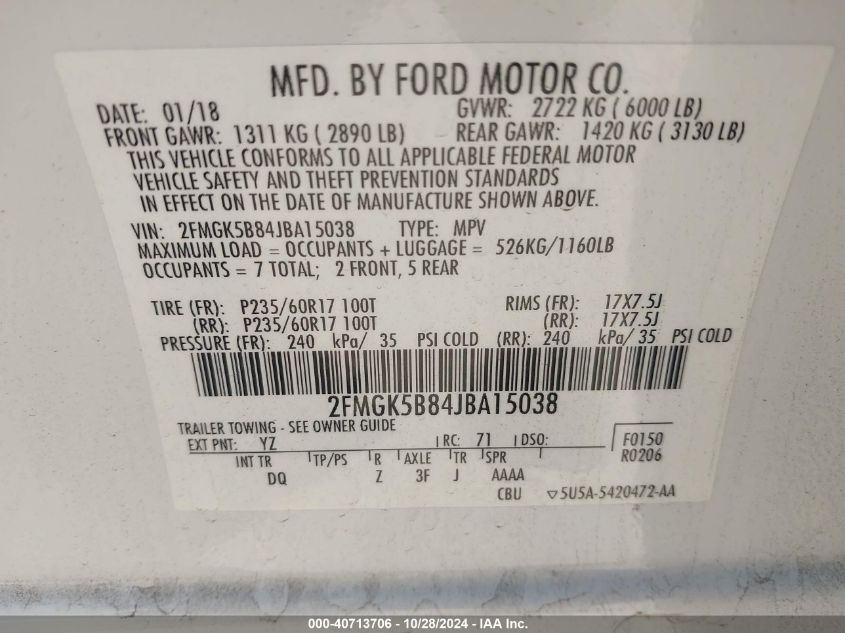 MFD. BY FORD MOTOR CO.
DATE: 01/18 GVWR: 2722 KG ( 6000 LB)
FRONT GAWR: 1311 KG ( 2890 LB) REAR GAWR: 1420 KG ( 3130 LB)
THIS VEHICLE CONFORMS TO ALL APPLICABLE FEDERAL MOTOR
VEHICLE SAFETY AND THEFT PREVENTION STANDARDS
IN EFFECT ON THE DATE OF MANUFACTURE SHOWN ABOVE.
VIN: 2FMGK5B84JBA15038 TYPE: MPV
MAXIMUM LOAD = OCCUPANTS + LUGGAGE = 526KG/1160LB
OCCUPANTS = 7 TOTAL; 2 FRONT, 5 REAR
TIRE (FR): P235/60R17 100T RIMS (FR): 17X7.5J
(RR): P235/60R17 100T (RR): 17X7.5J
PRESSURE (FR): 240 kPa/ 35 PSI COLD (RR): 240 kPa/ 35 PSI COLD
2FMGK5B84JBA15038
TRAILER TOWING - SEE OWNER GUIDE
EXT PNT: YZ RC: 71 DSO: F0150
R0206
INT TR TP/PS R AXLE TR SPR
DQ Z 3F J AAAA
CBU ▽5U5A-5420472-AA
000-40713706 - 10/28/2024 - IAA Inc.